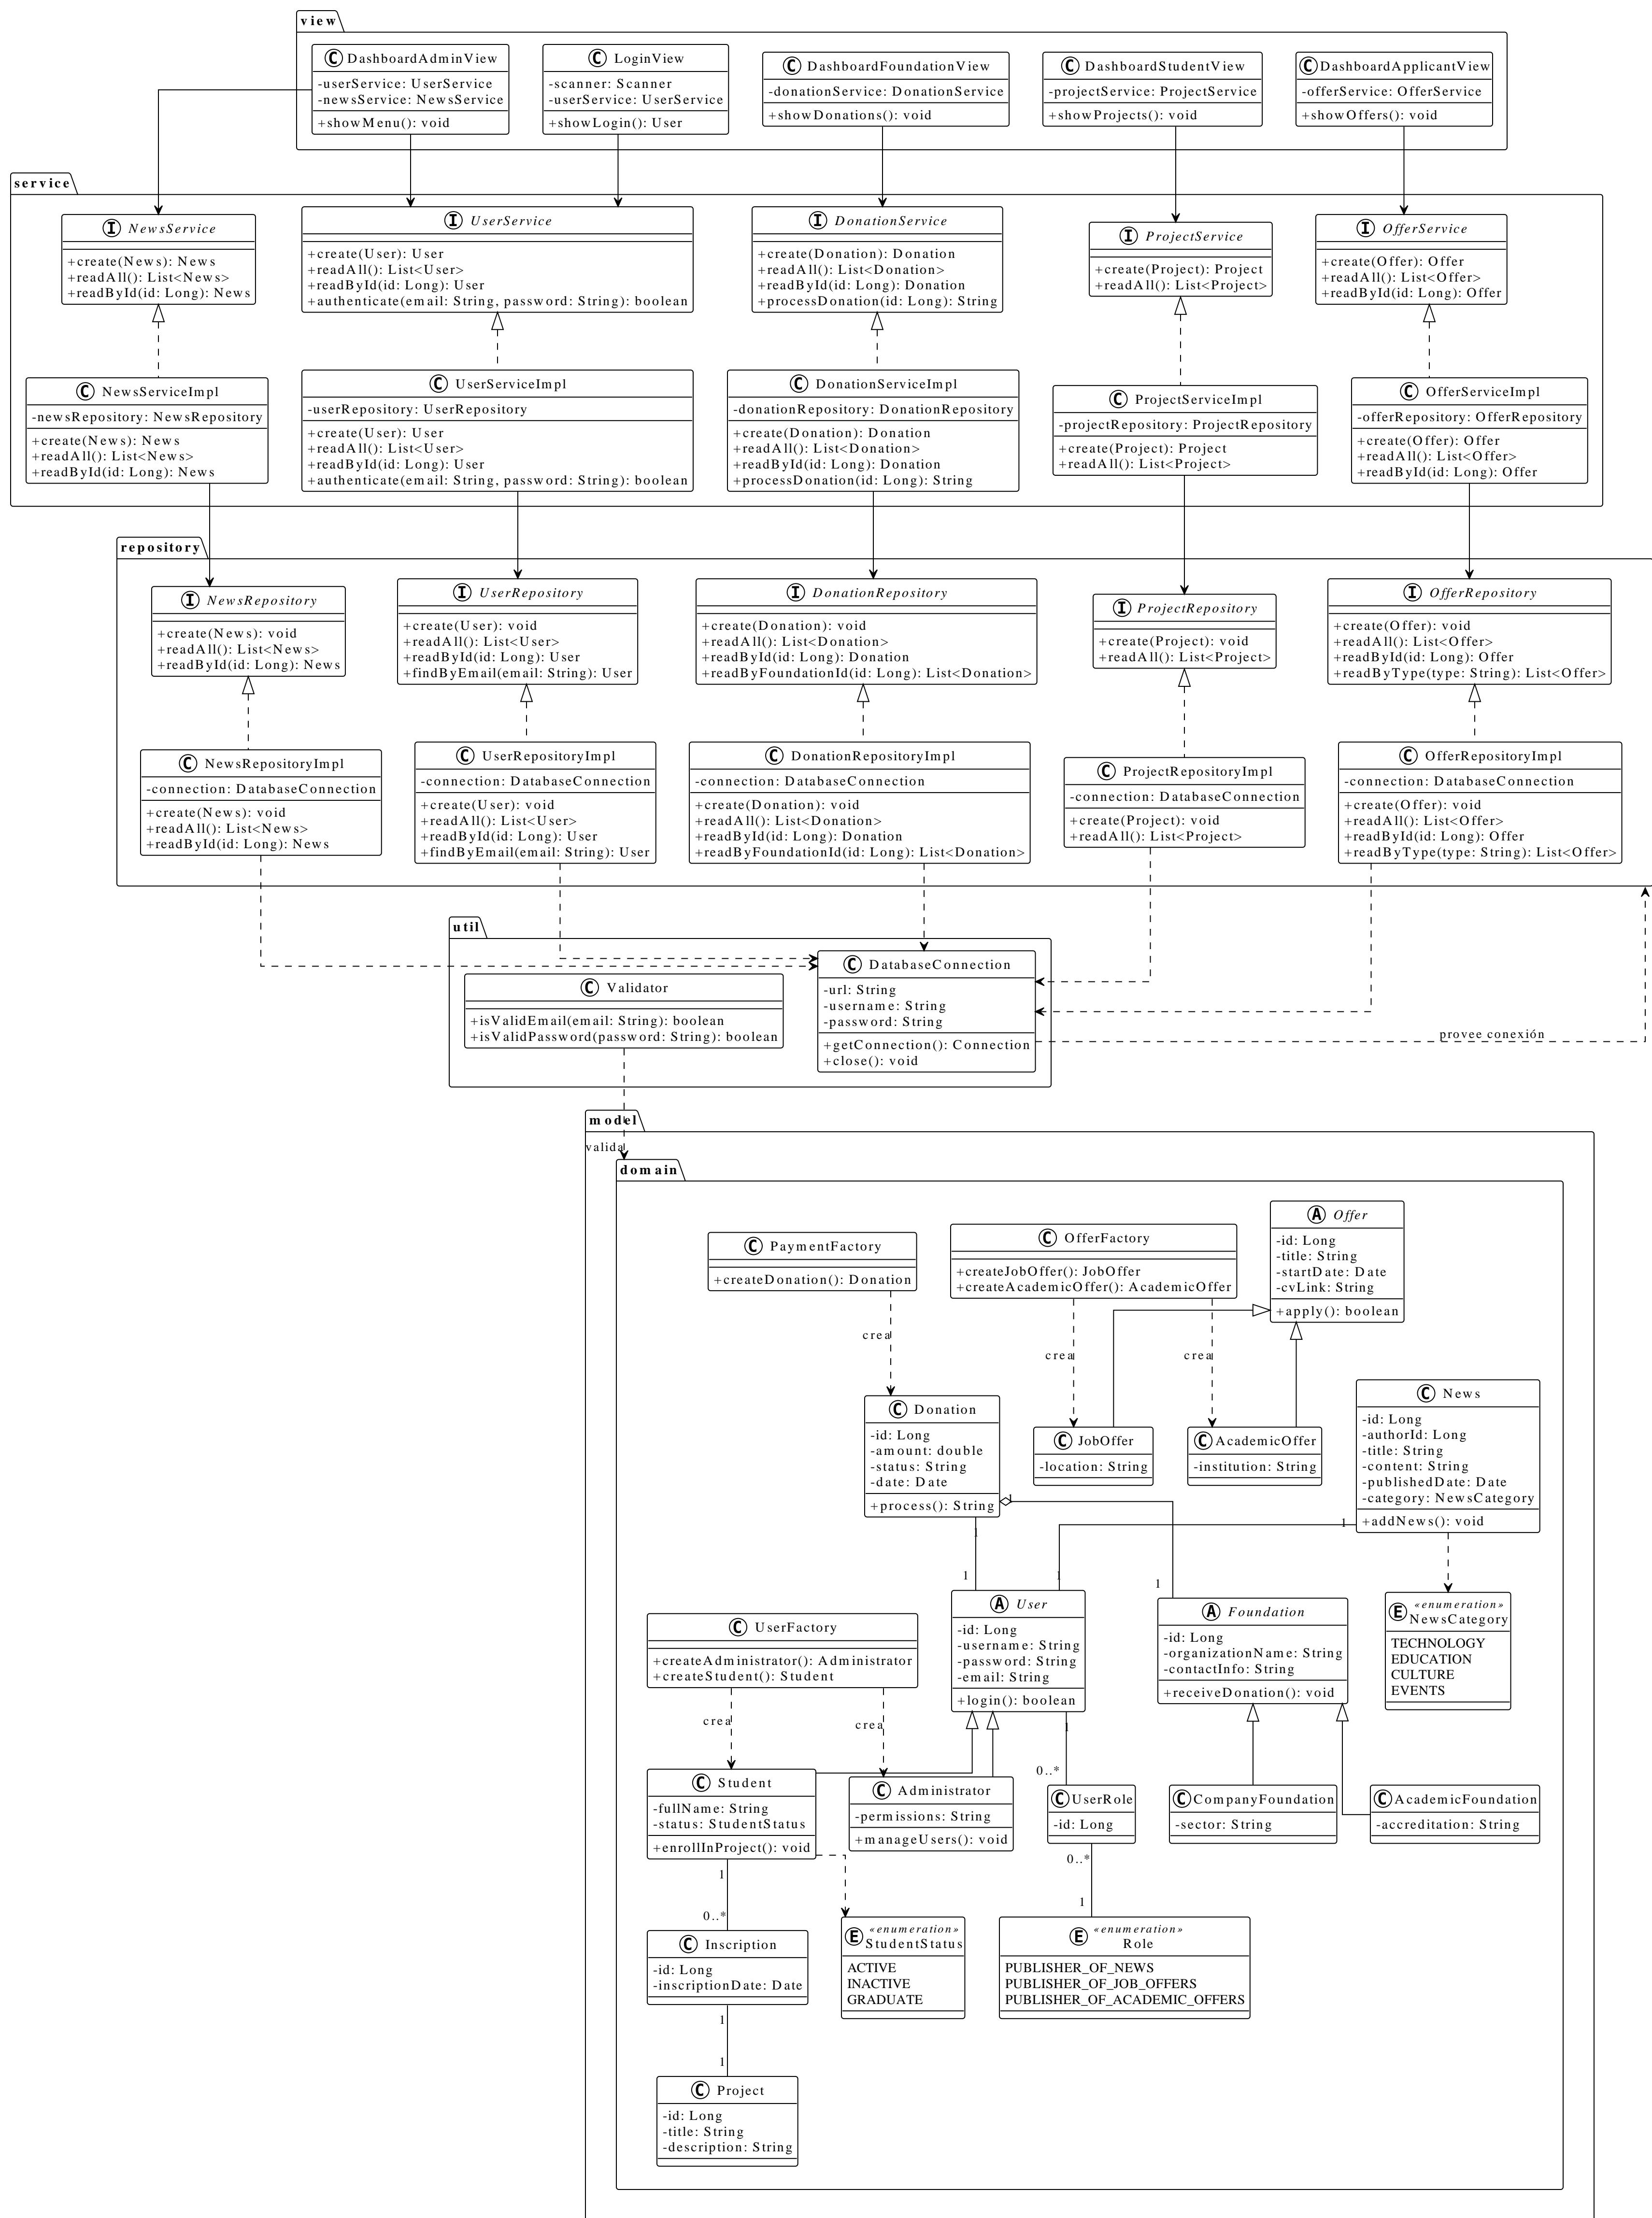 view
C DashboardAdminView
-userService: UserService
-newsService: NewsService
+showMenu(): void
C LoginView
-scanner: Scanner
-userService: UserService
+showLogin(): User
C DashboardFoundationView
-donationService: DonationService
+showDonations(): void
C DashboardStudentView
-projectService: ProjectService
+showProjects(): void
C DashboardApplicantView
-offerService: OfferService
+showOffers(): void
service
I NewsService
+create(News): News
+readAll(): List<News>
+readById(id: Long): News
I UserService
+create(User): User
+readAll(): List<User>
+readById(id: Long): User
+authenticate(email: String, password: String): boolean
I DonationService
+create(Donation): Donation
+readAll(): List<Donation>
+readById(id: Long): Donation
+processDonation(id: Long): String
I ProjectService
+create(Project): Project
+readAll(): List<Project>
I OfferService
+create(Offer): Offer
+readAll(): List<Offer>
+readById(id: Long): Offer
C NewsServiceImpl
-newsRepository: NewsRepository
+create(News): News
+readAll(): List<News>
+readById(id: Long): News
C UserServiceImpl
-userRepository: UserRepository
+create(User): User
+readAll(): List<User>
+readById(id: Long): User
+authenticate(email: String, password: String): boolean
C DonationServiceImpl
-donationRepository: DonationRepository
+create(Donation): Donation
+readAll(): List<Donation>
+readById(id: Long): Donation
+processDonation(id: Long): String
C ProjectServiceImpl
-projectRepository: ProjectRepository
+create(Project): Project
+readAll(): List<Project>
C OfferServiceImpl
-offerRepository: OfferRepository
+create(Offer): Offer
+readAll(): List<Offer>
+readById(id: Long): Offer
repository
I NewsRepository
+create(News): void
+readAll(): List<News>
+readById(id: Long): News
I UserRepository
+create(User): void
+readAll(): List<User>
+readById(id: Long): User
+findByEmail(email: String): User
I DonationRepository
+create(Donation): void
+readAll(): List<Donation>
+readById(id: Long): Donation
+readByFoundationId(id: Long): List<Donation>
I ProjectRepository
+create(Project): void
+readAll(): List<Project>
I OfferRepository
+create(Offer): void
+readAll(): List<Offer>
+readById(id: Long): Offer
+readByType(type: String): List<Offer>
C NewsRepositoryImpl
-connection: DatabaseConnection
+create(News): void
+readAll(): List<News>
+readById(id: Long): News
C UserRepositoryImpl
-connection: DatabaseConnection
+create(User): void
+readAll(): List<User>
+readById(id: Long): User
+findByEmail(email: String): User
C DonationRepositoryImpl
-connection: DatabaseConnection
+create(Donation): void
+readAll(): List<Donation>
+readById(id: Long): Donation
+readByFoundationId(id: Long): List<Donation>
C ProjectRepositoryImpl
-connection: DatabaseConnection
+create(Project): void
+readAll(): List<Project>
C OfferRepositoryImpl
-connection: DatabaseConnection
+create(Offer): void
+readAll(): List<Offer>
+readById(id: Long): Offer
+readByType(type: String): List<Offer>
util
C Validator
+isValidEmail(email: String): boolean
+isValidPassword(password: String): boolean
C DatabaseConnection
-url: String
-username: String
-password: String
+getConnection(): Connection
+close(): void
provee conexión
model
valida
domain
C PaymentFactory
+createDonation(): Donation
C OfferFactory
+createJobOffer(): JobOffer
+createAcademicOffer(): AcademicOffer
A Offer
-id: Long
-title: String
-startDate: Date
-cvLink: String
+apply(): boolean
crea
crea
crea
C Donation
-id: Long
-amount: double
-status: String
-date: Date
+process(): String
C JobOffer
-location: String
C AcademicOffer
-institution: String
C News
-id: Long
-authorId: Long
-title: String
-content: String
-publishedDate: Date
-category: NewsCategory
+addNews(): void
1
1
1
1
1
1
C UserFactory
+createAdministrator(): Administrator
+createStudent(): Student
A User
-id: Long
-username: String
-password: String
-email: String
+login(): boolean
A Foundation
-id: Long
-organizationName: String
-contactInfo: String
+receiveDonation(): void
E «enumeration»
NewsCategory
TECHNOLOGY
EDUCATION
CULTURE
EVENTS
crea
crea
1
0..*
C Student
-fullName: String
-status: StudentStatus
+enrollInProject(): void
C Administrator
-permissions: String
+manageUsers(): void
C UserRole
-id: Long
C CompanyFoundation
-sector: String
C AcademicFoundation
-accreditation: String
1
0..*
0..*
1
C Inscription
-id: Long
-inscriptionDate: Date
E «enumeration»
StudentStatus
ACTIVE
INACTIVE
GRADUATE
E «enumeration»
Role
PUBLISHER_OF_NEWS
PUBLISHER_OF_JOB_OFFERS
PUBLISHER_OF_ACADEMIC_OFFERS
1
1
C Project
-id: Long
-title: String
-description: String